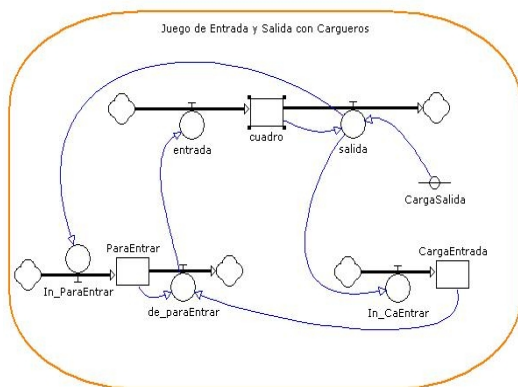 Juego de Entrada y Salida con Cargueros
entrada
cuadro
salida
CargaSalida
ParaEntrar
CargaEntrada
In_ParaEntrar
de_paraEntrar
In_CaEntrar